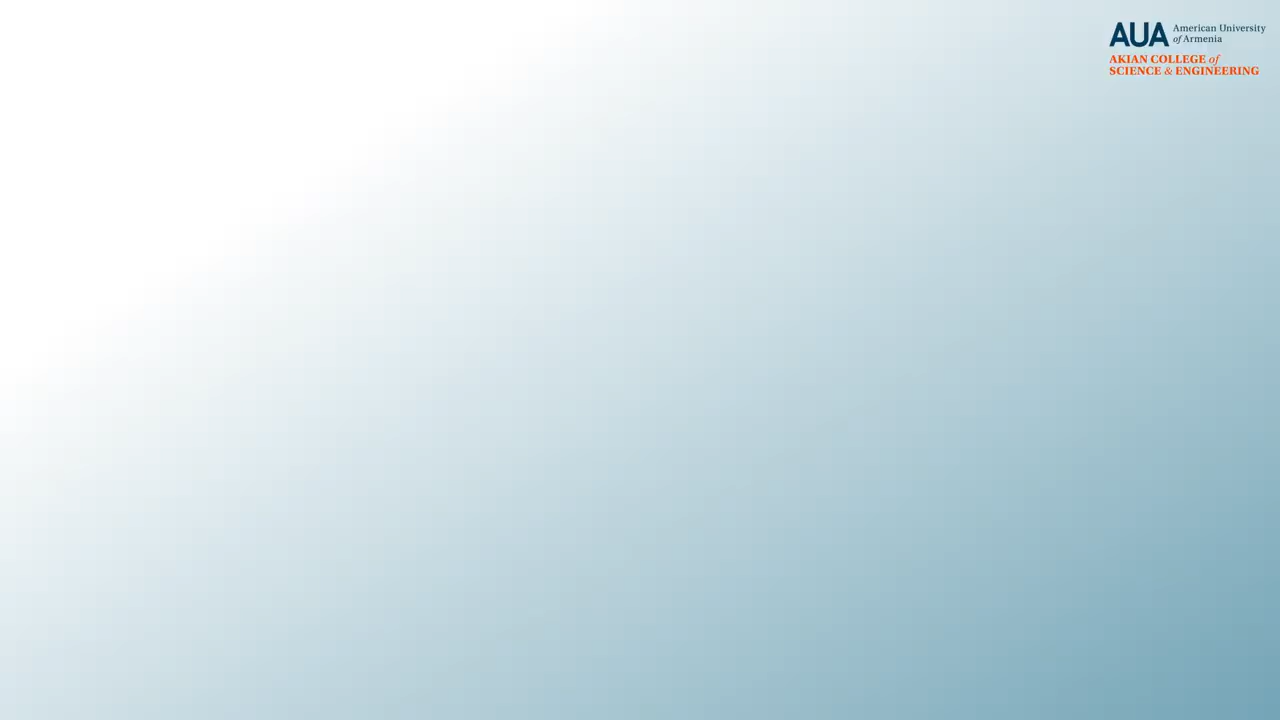 AUA American University
of Armenia
AKIAN COLLEGE of
SCIENCE & ENGINEERING